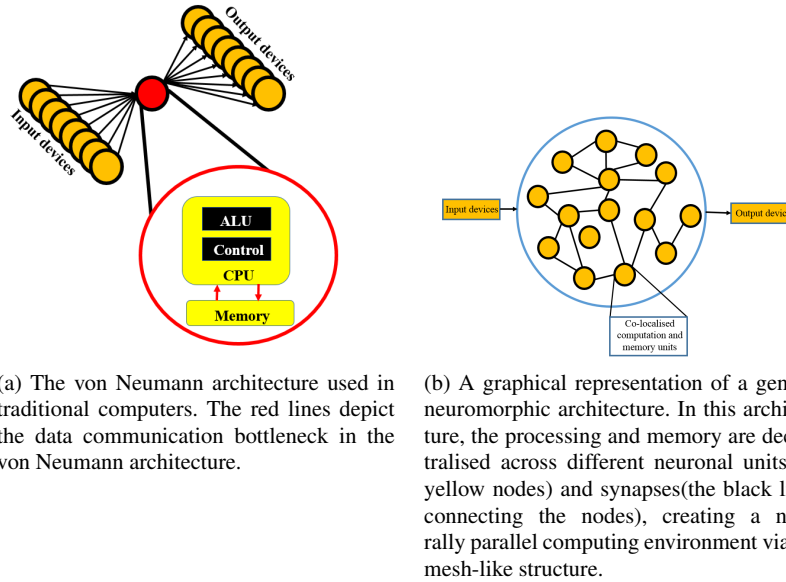 Output devices
Input devices
ALU
Control
CPU
Memory
(a) The von Neumann architecture used in
traditional computers. The red lines depict
the data communication bottleneck in the
von Neumann architecture.
Input devices
Output devic
Co-localised
computation and
memory units
(b) A graphical representation of a gen
neuromorphic architecture. In this archi
ture, the processing and memory are dec
tralised across different neuronal units
yellow nodes) and synapses(the black l
connecting the nodes), creating a n
rally parallel computing environment via
mesh-like structure.